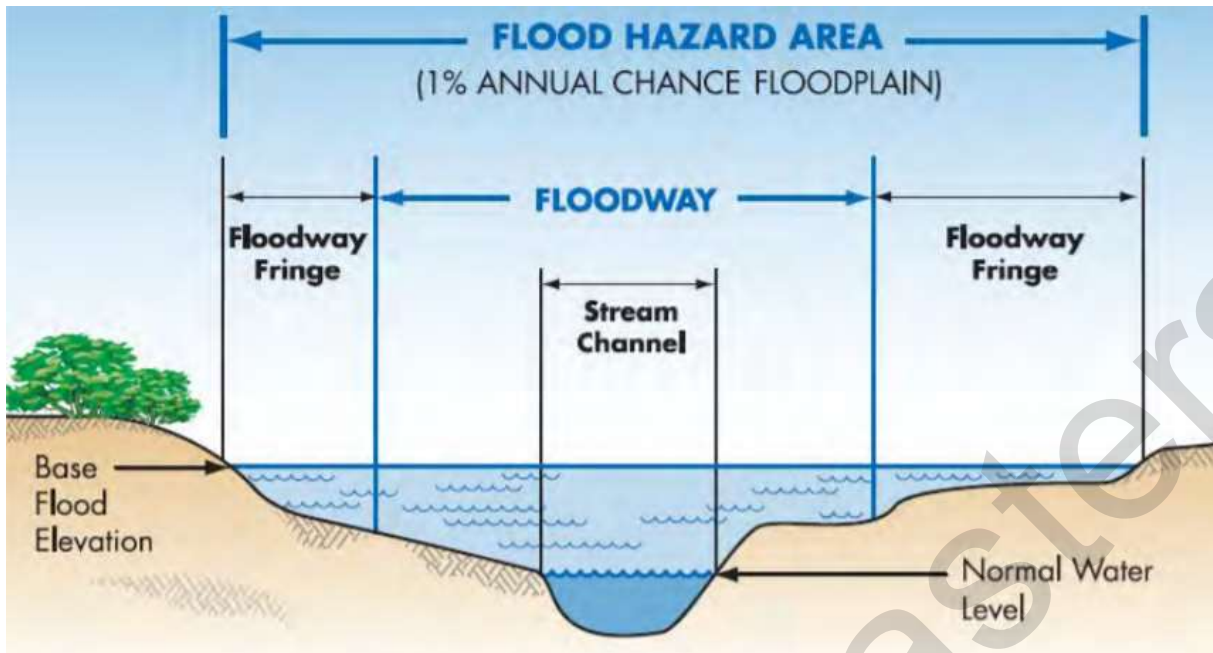 FLOOD HAZARD AREA
(1% ANNUAL CHANCE FLOODPLAIN)
FLOODWAY
Floodway
Fringe
Floodway
Fringe
Stream
Channel
Base
Flood
Elevation
Normal Water
Level